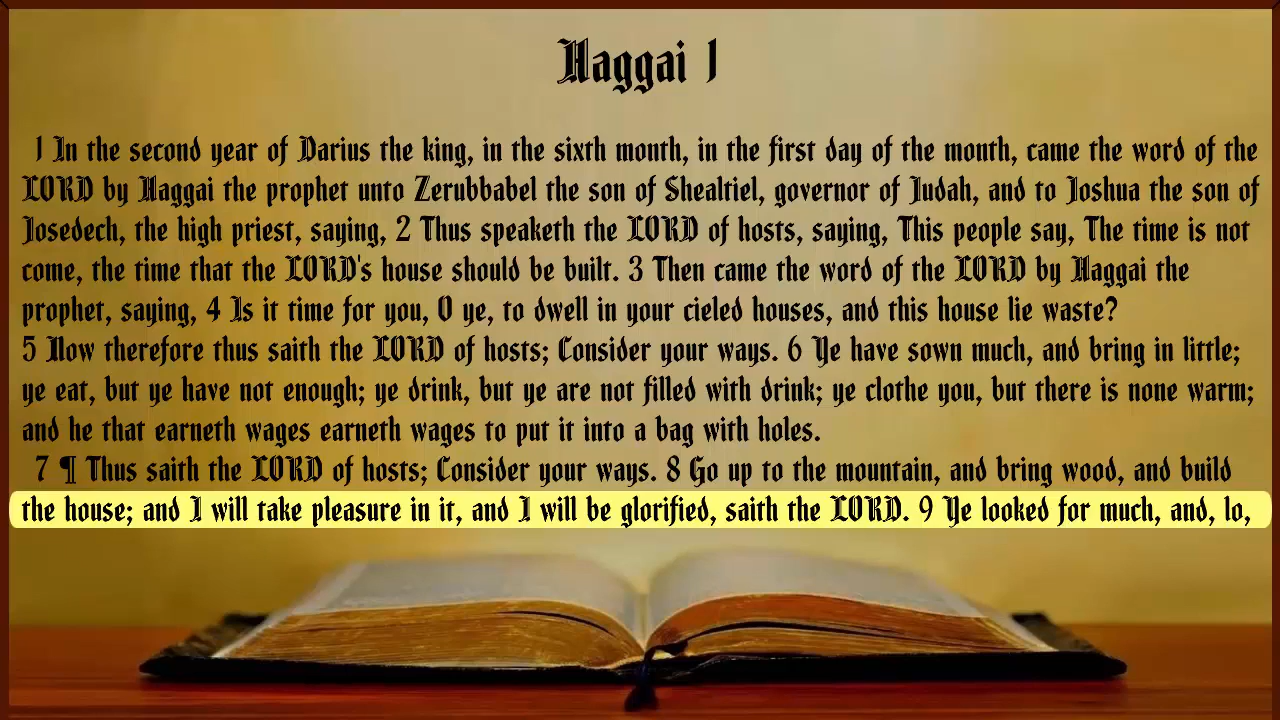 Haggai 1
1 In the second year of Darius the king, in the sixth month, in the first day of the month, came the word of the
LORD by Haggai the prophet unto Zerubbabel the son of Shealtiel, governor of Judah, and to Joshua the son of
Josedech, the high priest, saying, 2 Thus speaketh the LORD of hosts, saying, This people say, The time is not
come, the time that the LORD's house should be built. 3 Then came the word of the LORD by Haggai the
prophet, saying, 4 Is it time for you, O ye, to dwell in your cieled houses, and this house lie waste?
5 Now therefore thus saith the LORD of hosts; Consider your ways. 6 Ye have sown much, and bring in little;
ye eat, but ye have not enough; ye drink, but ye are not filled with drink; ye clothe you, but there is none warm;
and he that earneth wages earneth wages to put it into a bag with holes.
7 ¶ Thus saith the LORD of hosts; Consider your ways. 8 Go up to the mountain, and bring wood, and build
the house; and I will take pleasure in it, and I will be glorified, saith the LORD. 9 Ye looked for much, and, lo,